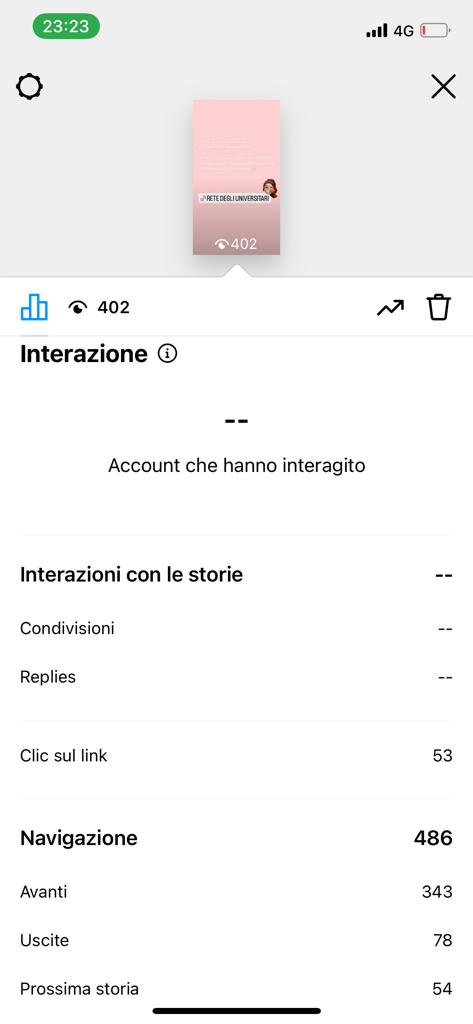 23:23
4G
RETE DEGLI UNIVERSITARI
402
402
Interazione
--
Account che hanno interagito
Interazioni con le storie --
Condivisioni --
Replies --
Clic sul link 53
Navigazione 486
Avanti 343
Uscite 78
Prossima storia 54